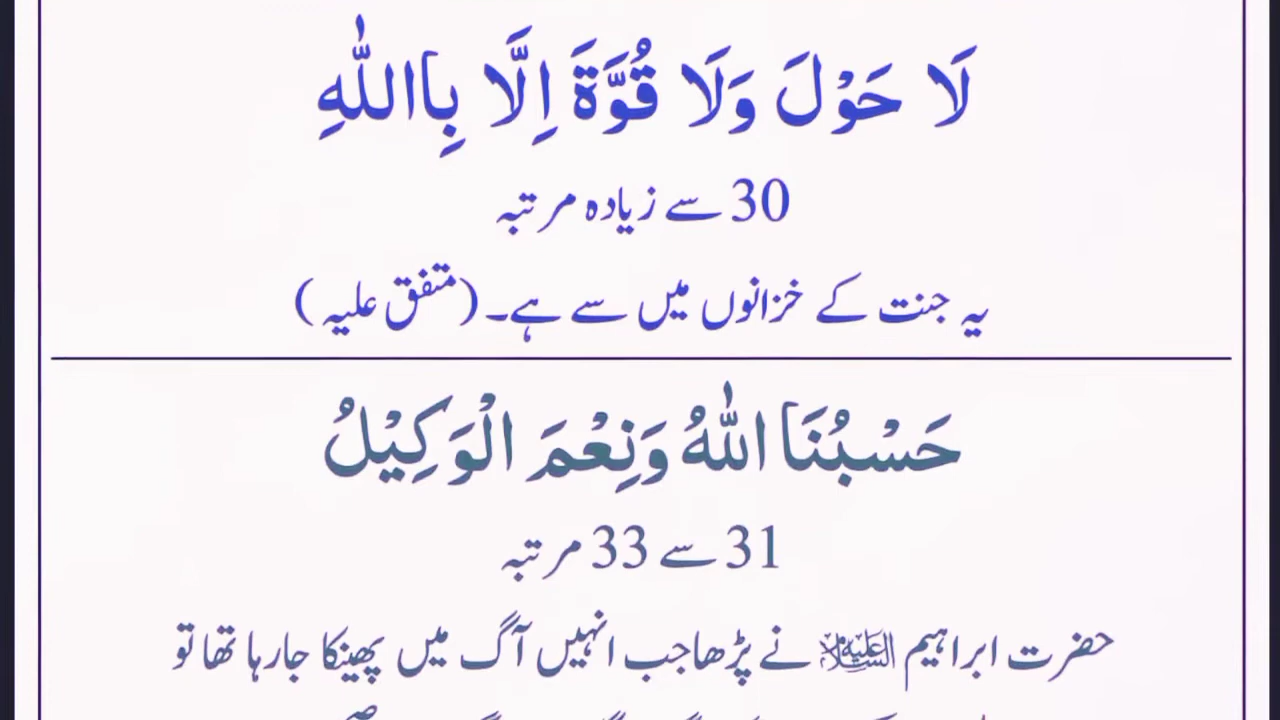 لَا حَوْلَ وَلَا قُوَّةَ اِلَّا بِااللّٰهِ
30 سے زیادہ مرتبہ
یہ جنت کے خزانوں میں سے ہے۔ (متفق علیہ)
حَسْبُنَا اللّٰهُ وَنِعْمَ الْوَكِيْلُ
31 سے 33 مرتبہ
حضرت ابراہیم علیہ السلام نے پڑھا جب انہیں آگ میں پھینکا جا رہا تھا تو